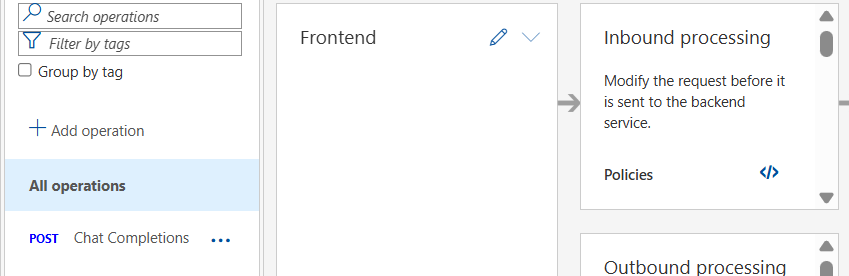 Search operations
Filter by tags
Group by tag
Add operation
All operations
POST Chat Completions
Frontend
Inbound processing
Modify the request before it
is sent to the backend
service.
Policies </>
Outbound processing